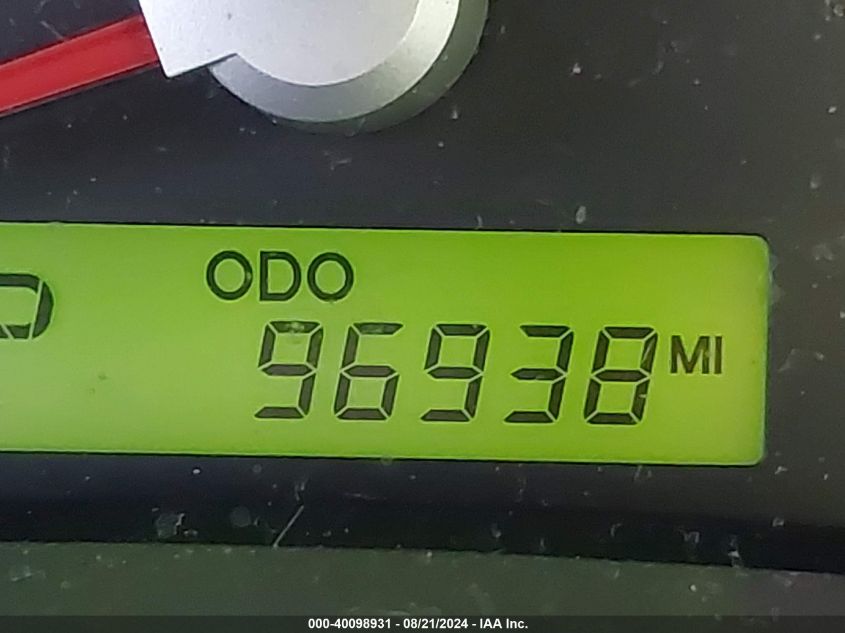 ODO
96938 MI
000-40098931 - 08/21/2024 - IAA Inc.